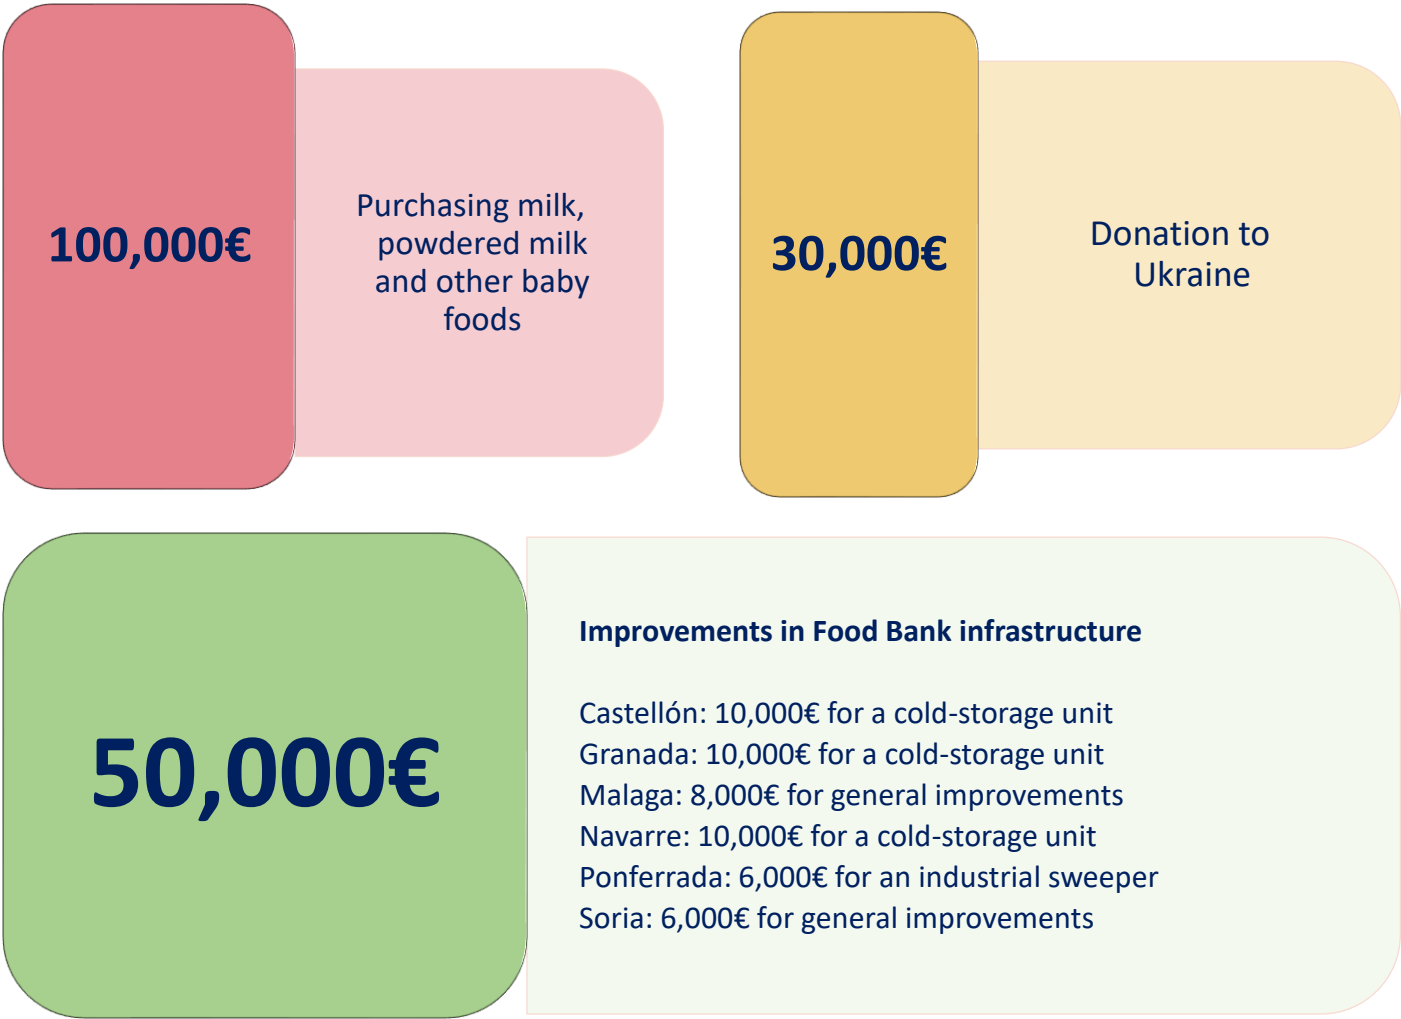 100,000€
Purchasing milk,
powdered milk
and other baby
foods
30,000€
Donation to
Ukraine
50,000€
Improvements in Food Bank infrastructure
Castellón: 10,000€ for a cold-storage unit
Granada: 10,000€ for a cold-storage unit
Malaga: 8,000€ for general improvements
Navarre: 10,000€ for a cold-storage unit
Ponferrada: 6,000€ for an industrial sweeper
Soria: 6,000€ for general improvements